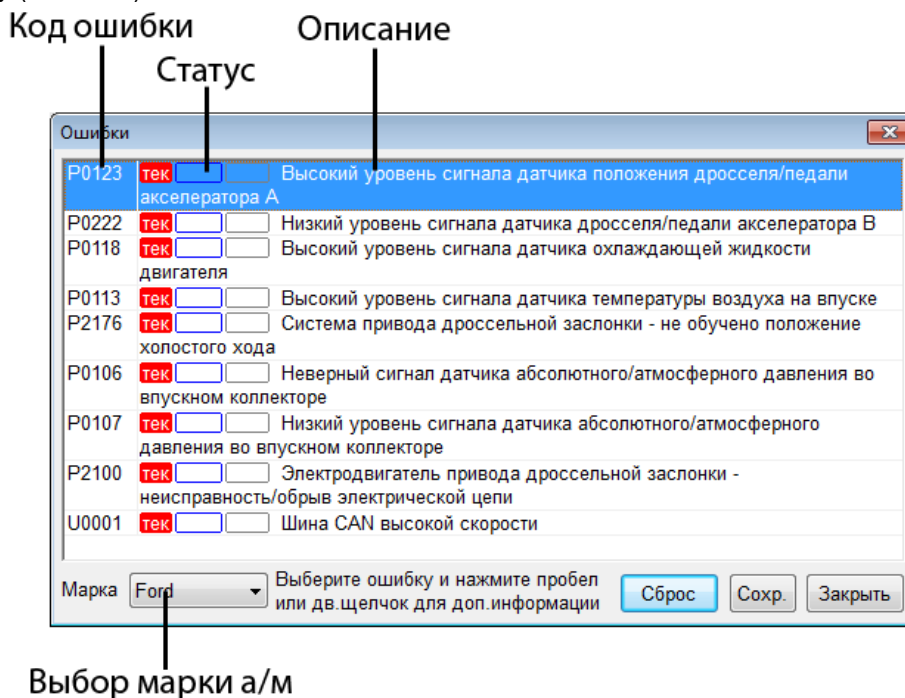 Код ошибки
Описание
Статус
Ошибки
P0123 тек Высокий уровень сигнала датчика положения дросселя/педали
акселератора А
P0222 тек Низкий уровень сигнала датчика дросселя/педали акселератора В
P0118 тек Высокий уровень сигнала датчика охлаждающей жидкости
двигателя
P0113 тек Высокий уровень сигнала датчика температуры воздуха на впуске
P2176 тек Система привода дроссельной заслонки - не обучено положение
холостого хода
P0106 тек Неверный сигнал датчика абсолютного/атмосферного давления во
впускном коллекторе
P0107 тек Низкий уровень сигнала датчика абсолютного/атмосферного
давления во впускном коллекторе
P2100 тек Электродвигатель привода дроссельной заслонки -
неисправность/обрыв электрической цепи
U0001 тек Шина CAN высокой скорости
Марка Ford Выберите ошибку и нажмите пробел
или дв.щелчок для доп.информации
Сброс Сохр. Закрыть
Выбор марки а/м